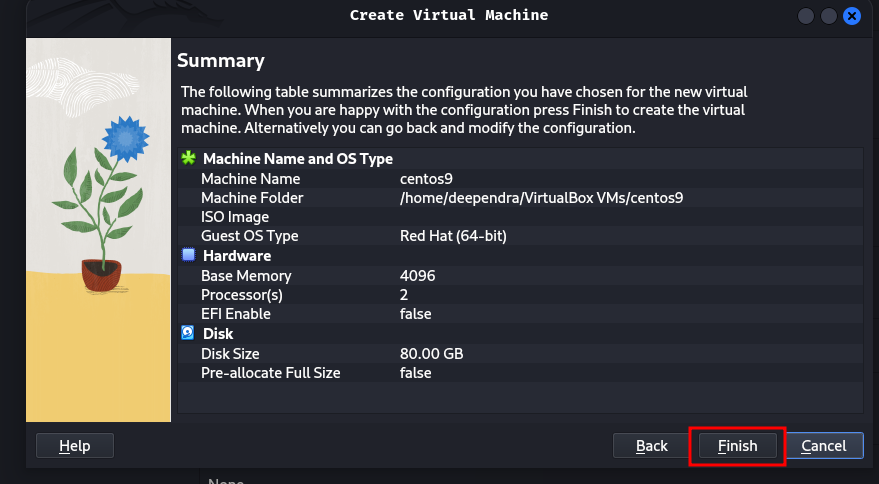 Create Virtual Machine
Summary
The following table summarizes the configuration you have chosen for the new virtual
machine. When you are happy with the configuration press Finish to create the virtual
machine. Alternatively you can go back and modify the configuration.
Machine Name and OS Type
Machine Name centos9
Machine Folder /home/deependra/VirtualBox VMs/centos9
ISO Image
Guest OS Type Red Hat (64-bit)
Hardware
Base Memory 4096
Processor(s) 2
EFI Enable false
Disk
Disk Size 80.00 GB
Pre-allocate Full Size false
Help Back Finish Cancel